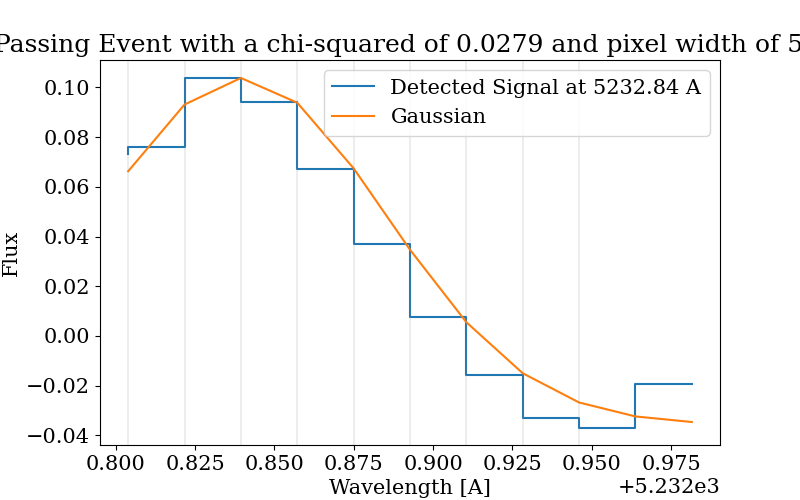 Passing Event with a chi-squared of 0.0279 and pixel width of 5
Detected Signal at 5232.84 A
Gaussian
Flux
0.10
0.08
0.06
0.04
0.02
0.00
−0.02
−0.04
0.800 0.825 0.850 0.875 0.900 0.925 0.950 0.975
+5.232e3
Wavelength [A]